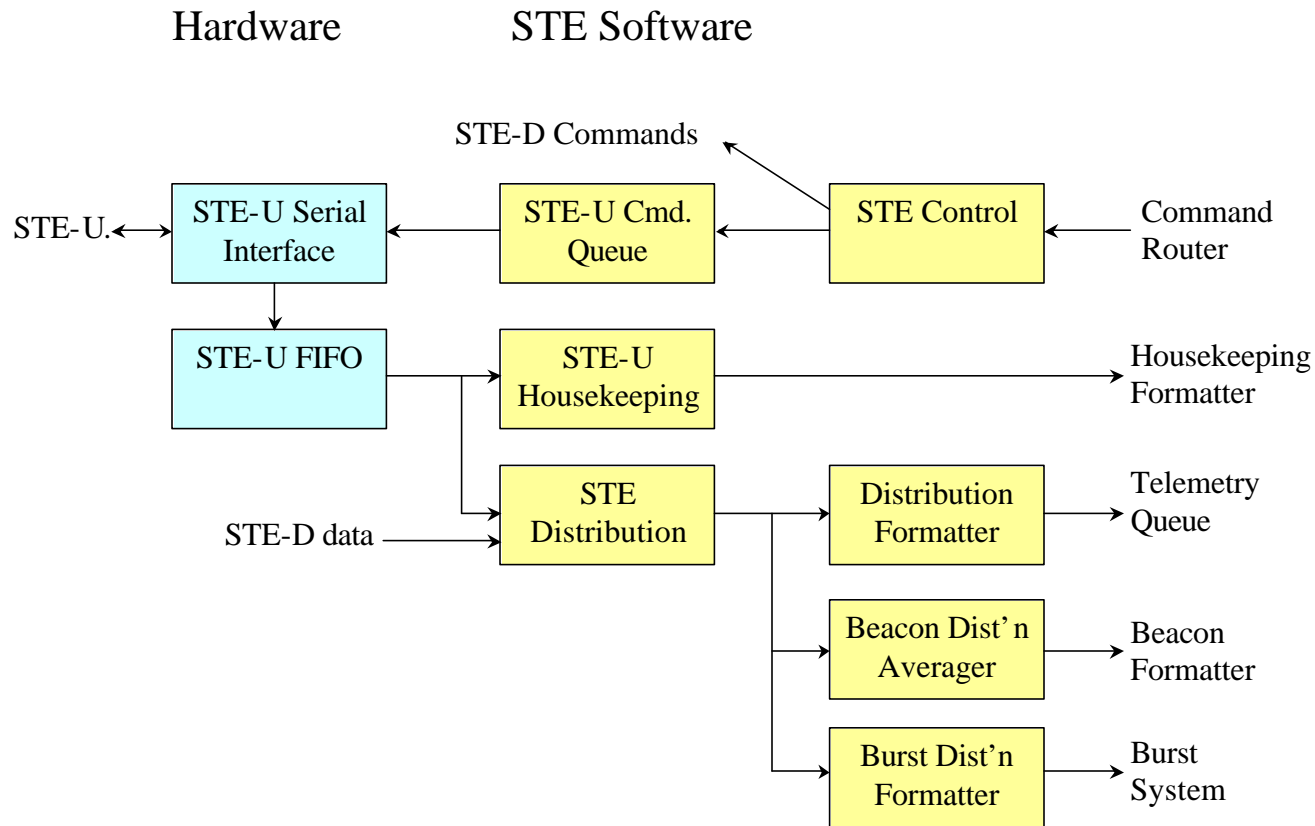 Hardware
STE Software
STE-D Commands
STE-U.
STE-U Serial
Interface
STE-U Cmd.
Queue
STE Control
Command
Router
STE-U FIFO
STE-U
Housekeeping
Housekeeping
Formatter
STE-D data
STE
Distribution
Distribution
Formatter
Telemetry
Queue
Beacon Dist’n
Averager
Beacon
Formatter
Burst Dist’n
Formatter
Burst
System